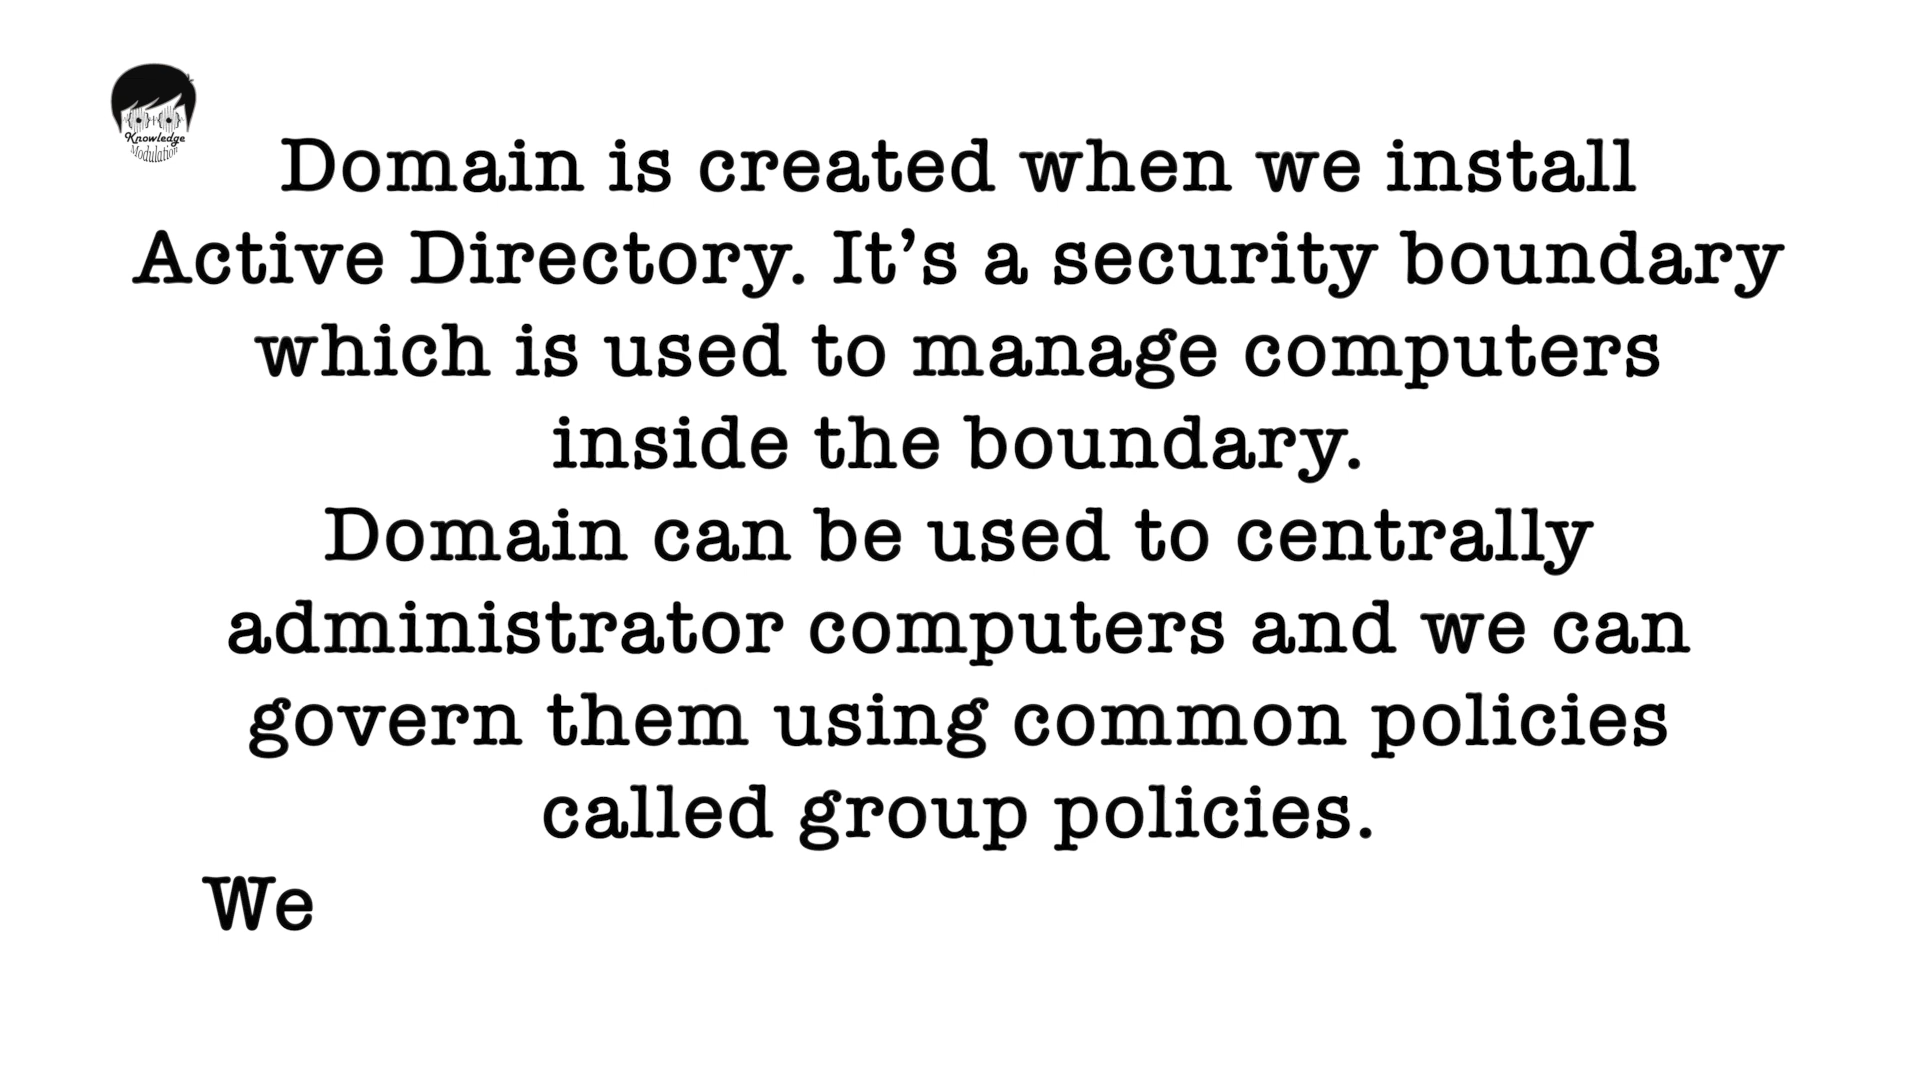 Knowledge
Modulation
Domain is created when we install
Active Directory. It’s a security boundary
which is used to manage computers
inside the boundary.
Domain can be used to centrally
administrator computers and we can
govern them using common policies
called group policies.
We